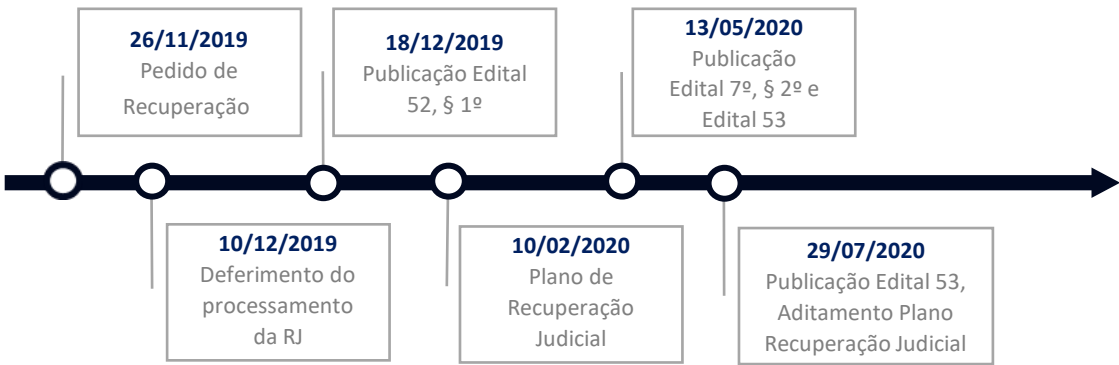 26/11/2019
Pedido de
Recuperação
18/12/2019
Publicação Edital
52, § 1º
13/05/2020
Publicação
Edital 7º, § 2º e
Edital 53
10/12/2019
Deferimento do
processamento
da RJ
10/02/2020
Plano de
Recuperação
Judicial
29/07/2020
Publicação Edital 53,
Aditamento Plano
Recuperação Judicial